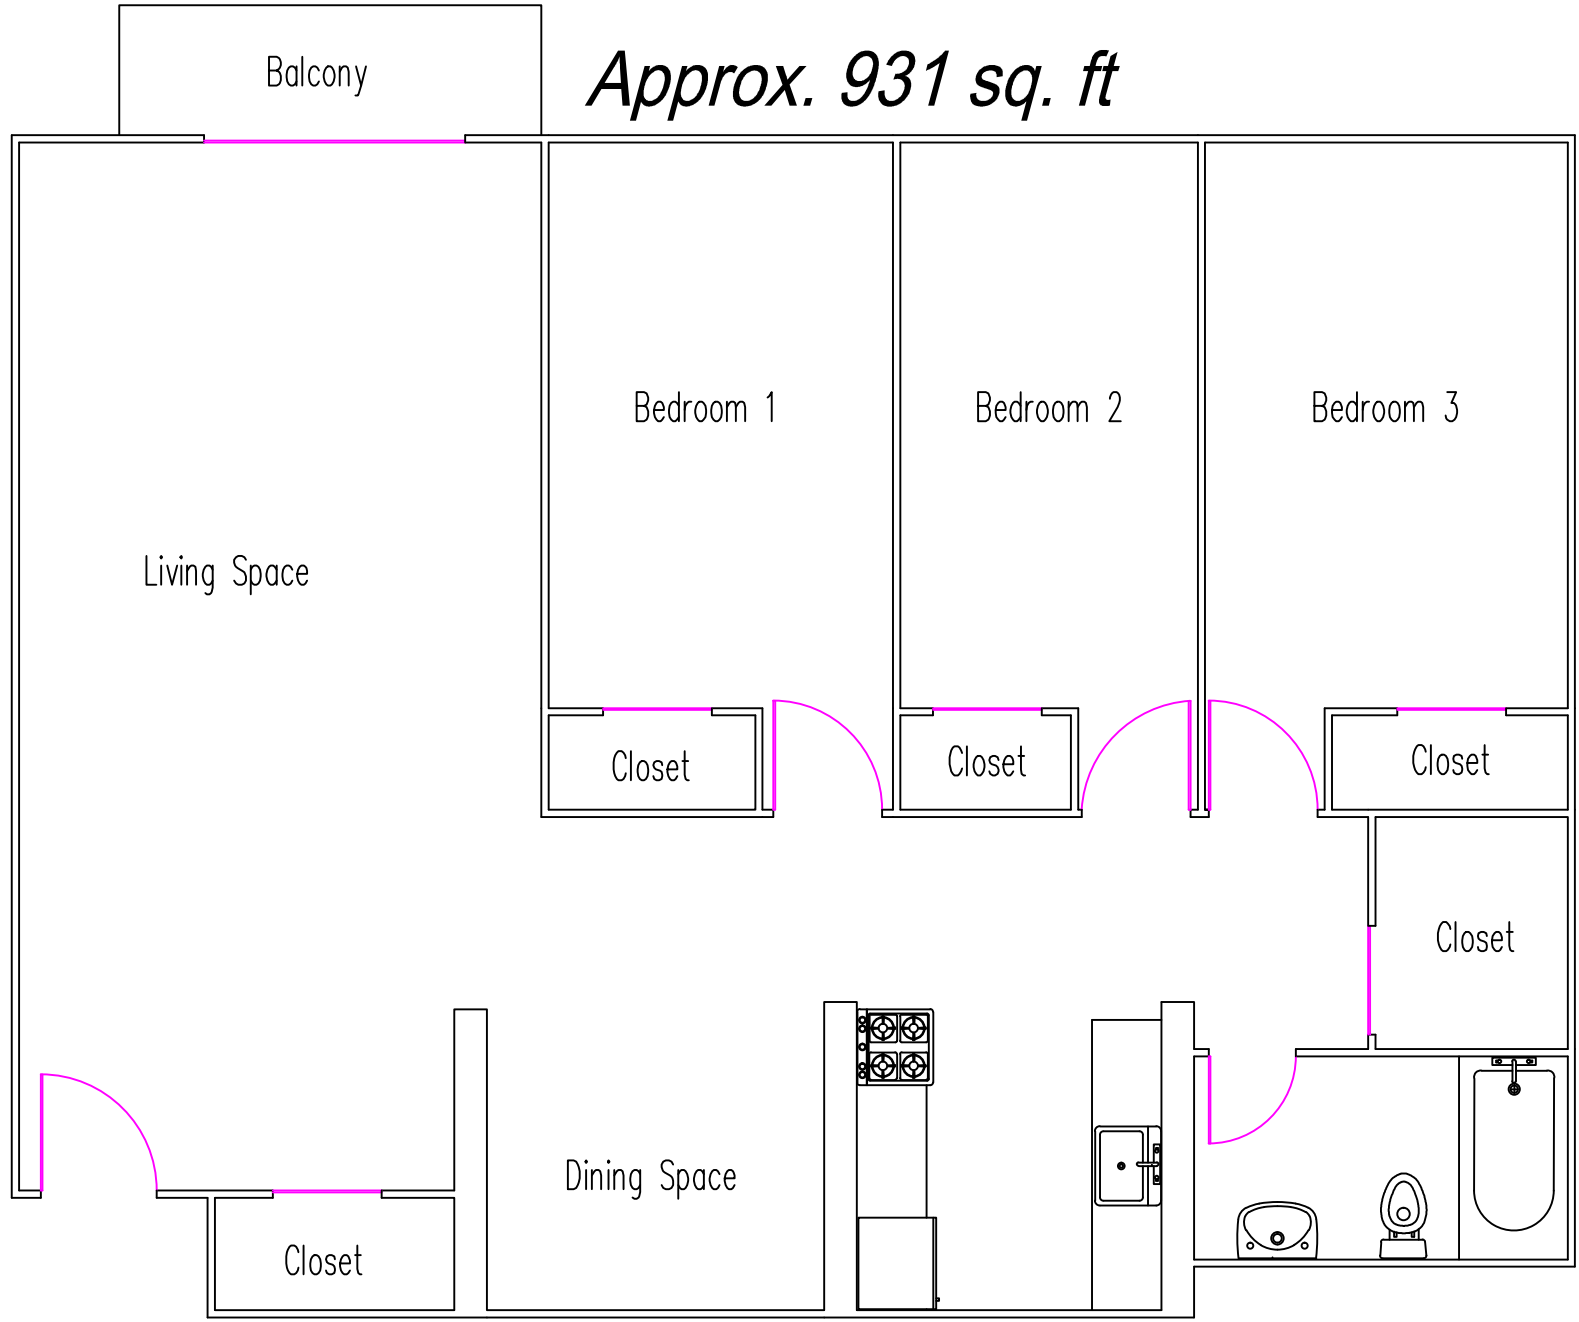 Balcony
Approx. 931 sq. ft
Bedroom 1
Bedroom 2
Bedroom 3
Living Space
Closet
Closet
Closet
Closet
Dining Space
Closet